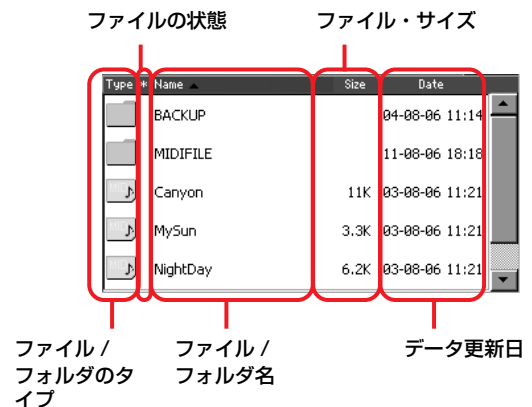 ファイルの状態 ファイル・サイズ
Type * Name Size Date
BACKUP 04-08-06 11:14
MIDIFILE 11-08-06 18:18
MIDI Canyon 11K 03-08-06 11:21
MIDI MySun 3.3K 03-08-06 11:21
MIDI NightDay 6.2K 03-08-06 11:21
ファイル /
フォルダのタ
イプ
ファイル /
フォルダ名
データ更新日